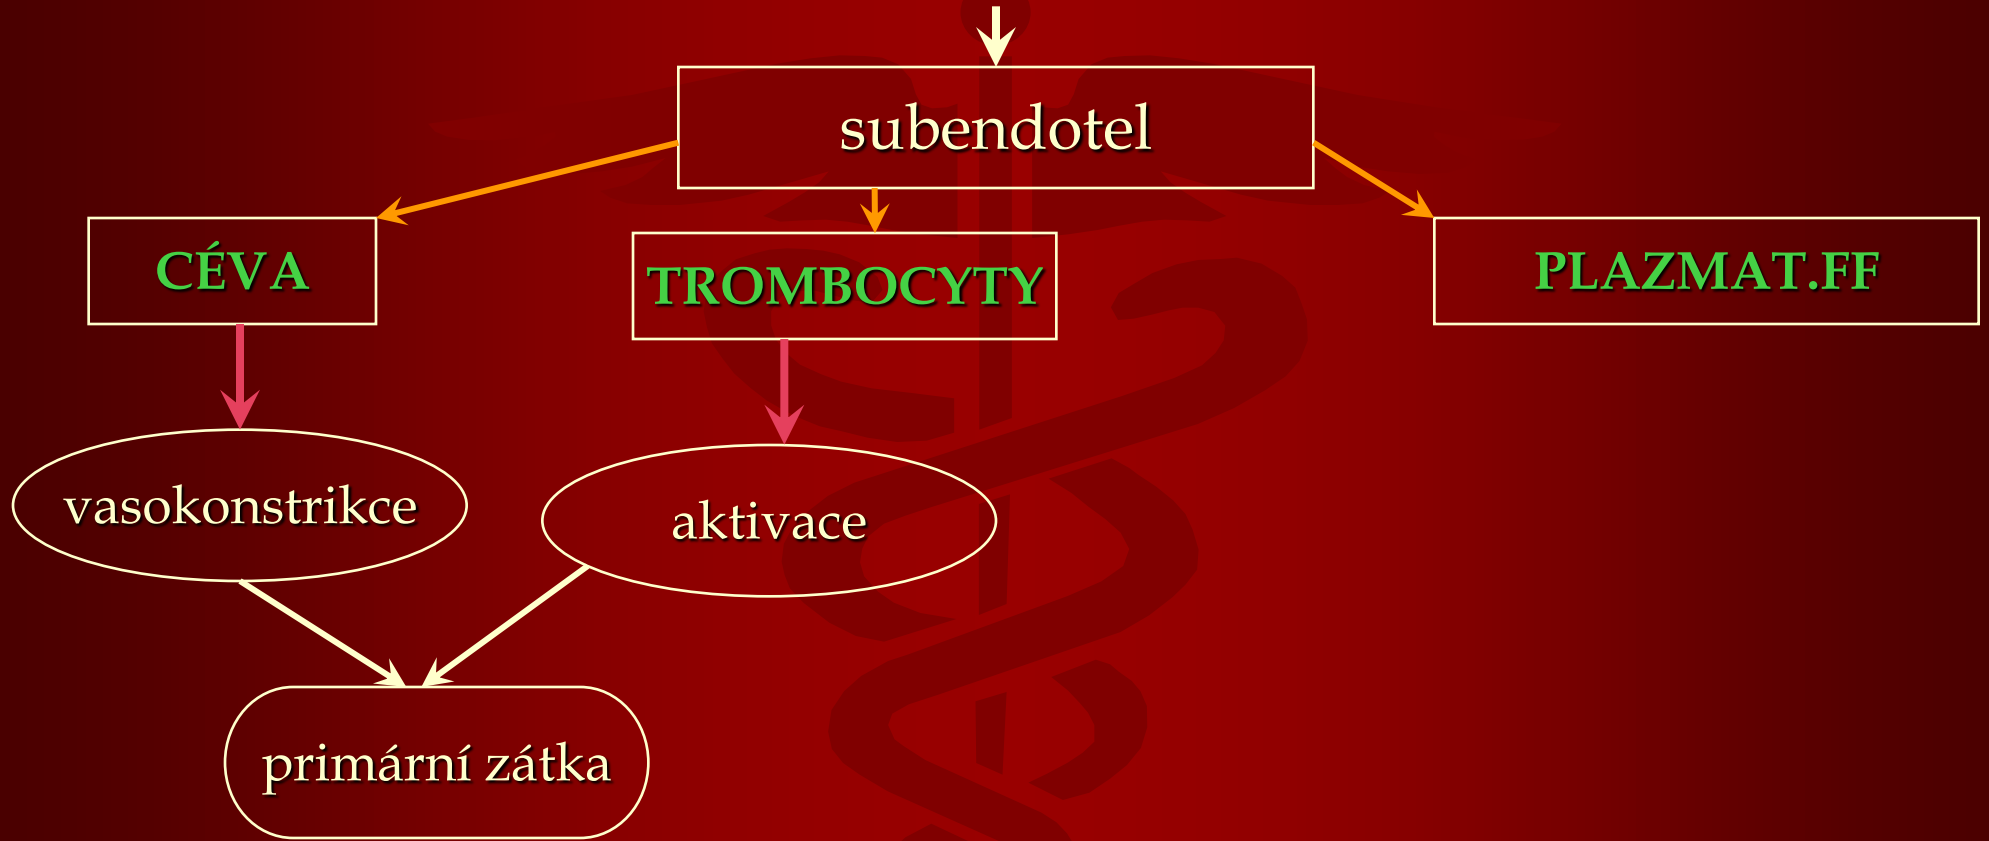 subendotel
CÉVA
TROMBOCYTY
PLAZMAT.FF
vasokonstrikce
aktivace
primární zátka